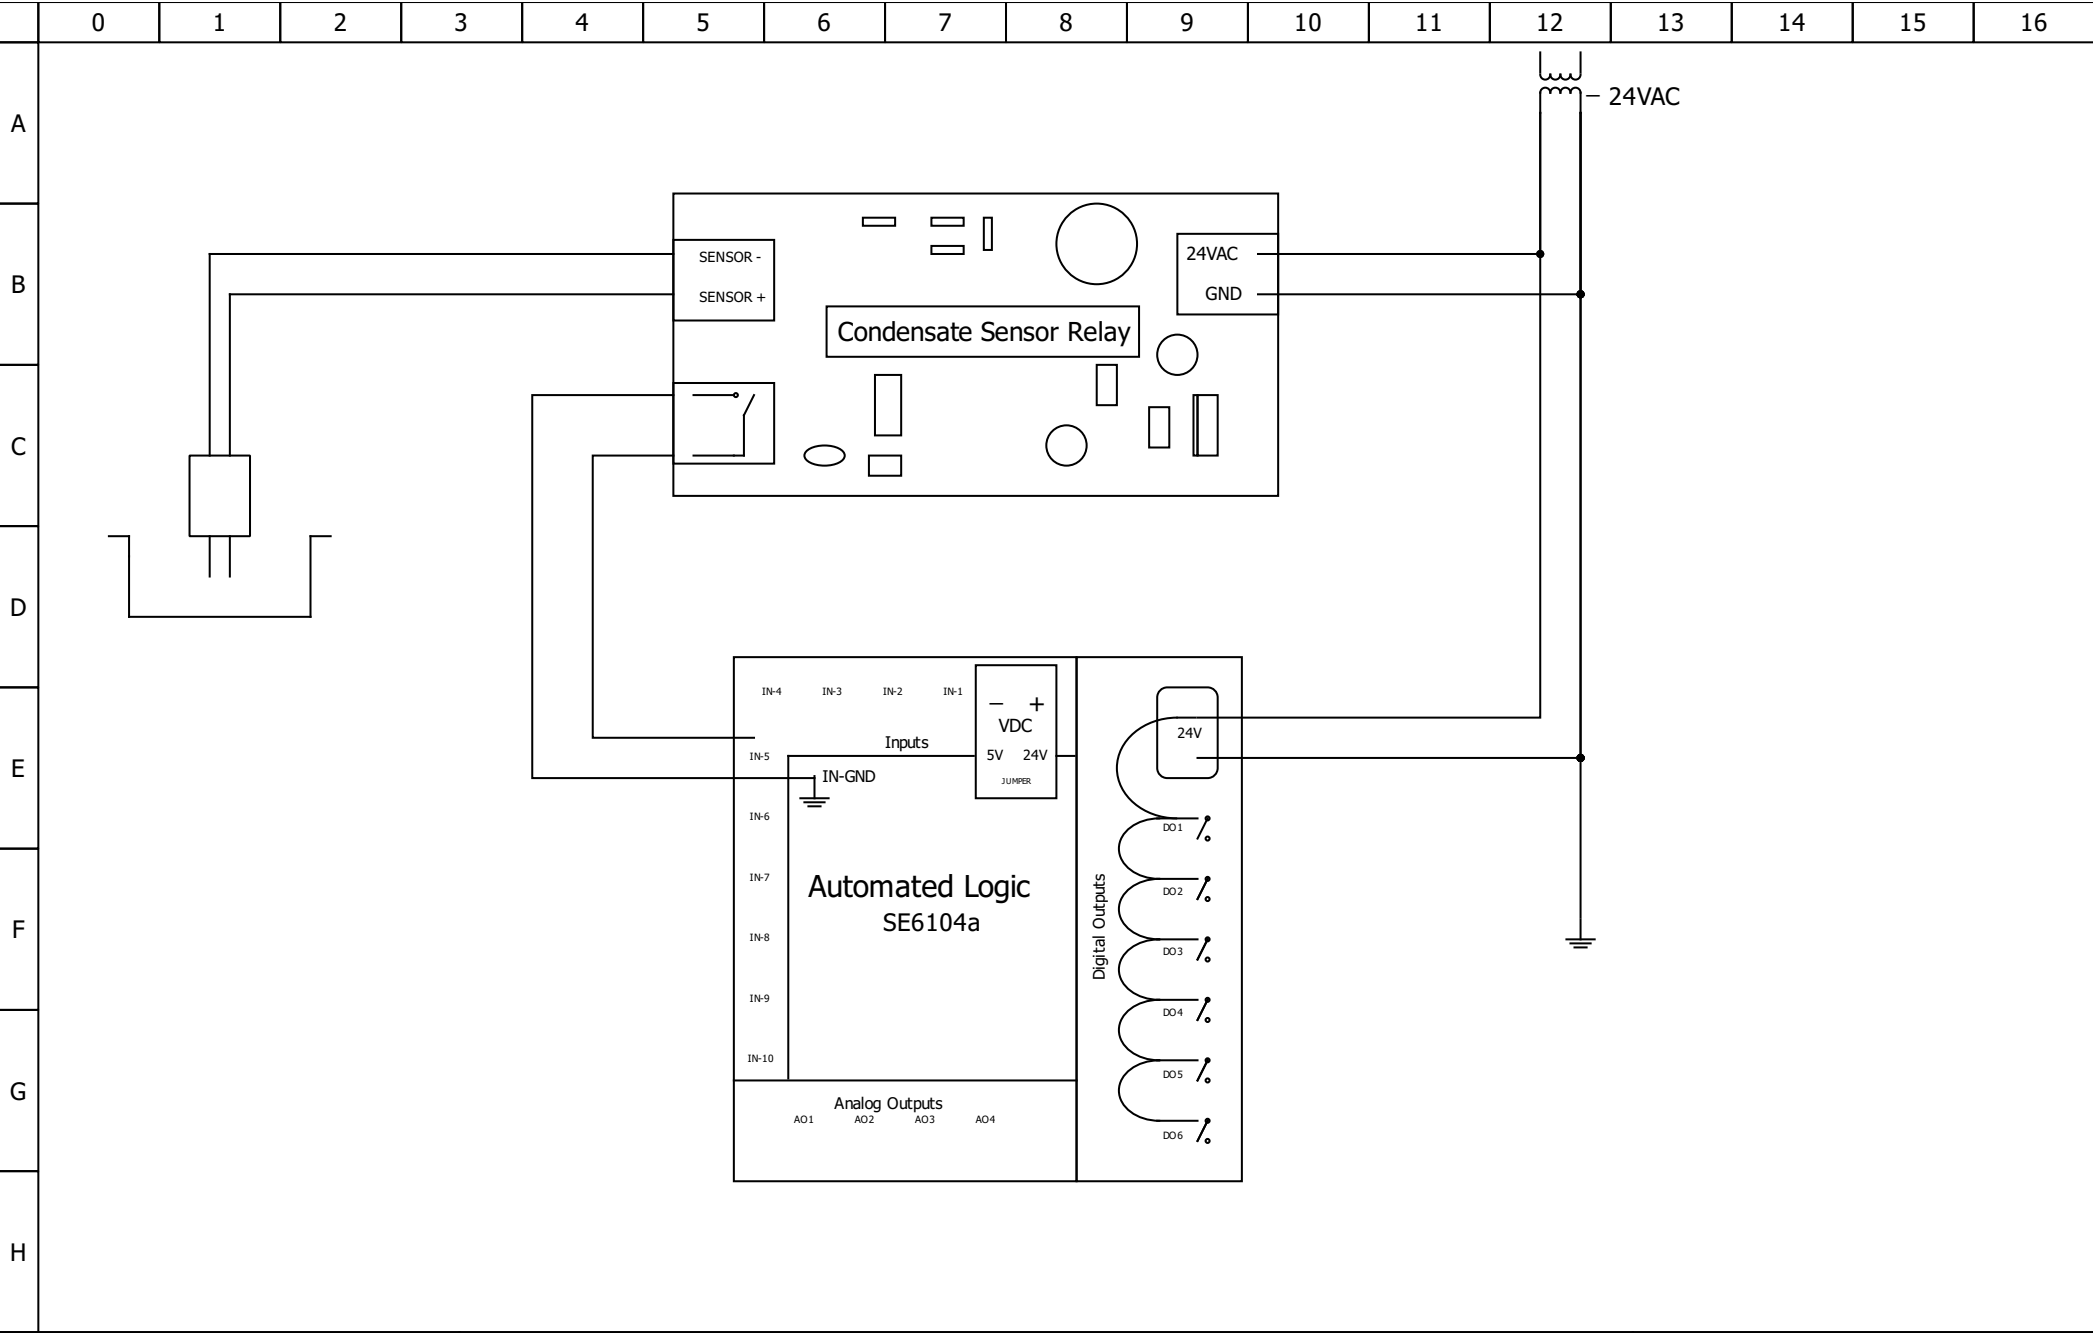 0 1 2 3 4 5 6 7 8 9 10 11 12 13 14 15 16
A
24VAC
B
SENSOR -
24VAC
SENSOR +
GND
Condensate Sensor Relay
C
D
IN-4 IN-3 IN-2 IN-1
− +
VDC
24V
Inputs
E
IN-5
5V 24V
IN-GND
JUMPER
IN-6
DO1
IN-7
Automated Logic
DO2
SE6104a
F
Digital Outputs
IN-8
DO3
IN-9
DO4
IN-10
DO5
G
Analog Outputs
AO1 AO2 AO3 AO4
DO6
H